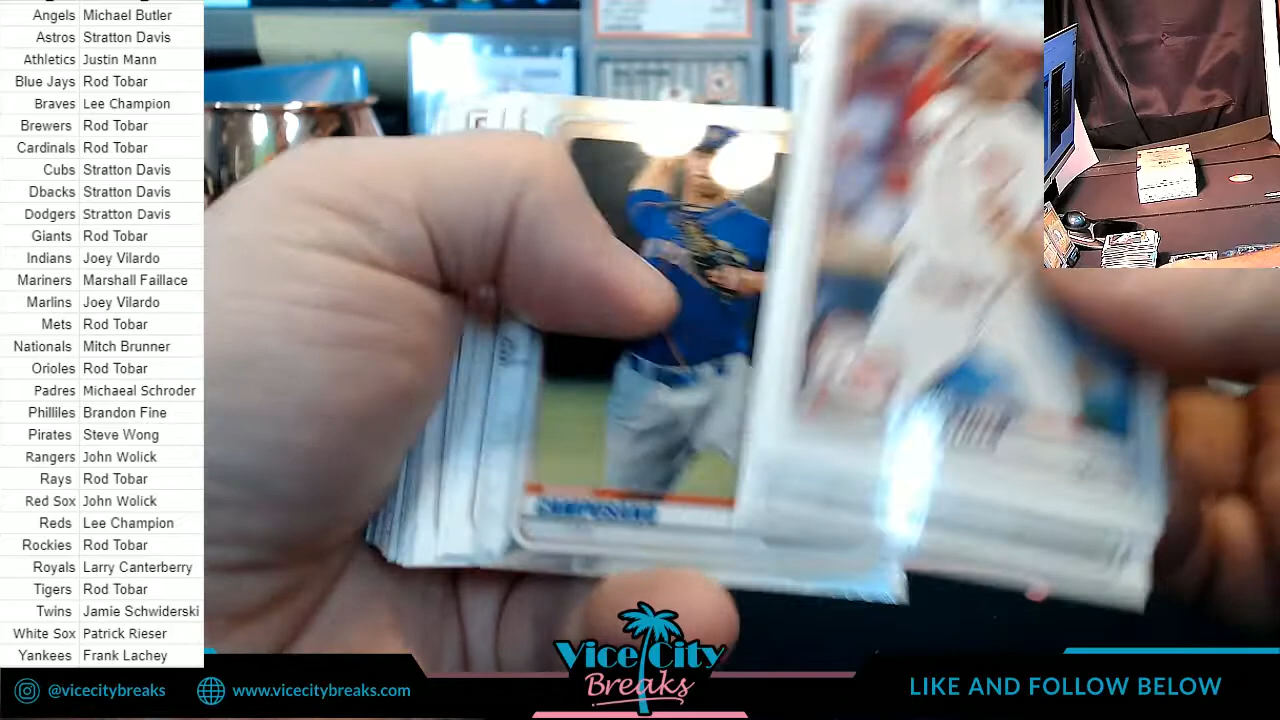 Angels Michael Butler
Astros Stratton Davis
Athletics Justin Mann
Blue Jays Rod Tobar
Braves Lee Champion
Brewers Rod Tobar
Cardinals Rod Tobar
Cubs Stratton Davis
Dbacks Stratton Davis
Dodgers Stratton Davis
Giants Rod Tobar
Indians Joey Vilardo
Mariners Marshall Faillace
Marlins Joey Vilardo
Mets Rod Tobar
Nationals Mitch Brunner
Orioles Rod Tobar
Padres Michaeal Schroder
Philliles Brandon Fine
Pirates Steve Wong
Rangers John Wolick
Rays Rod Tobar
Red Sox John Wolick
Reds Lee Champion
Rockies Rod Tobar
Royals Larry Canterberry
Tigers Rod Tobar
Twins Jamie Schwiderski
White Sox Patrick Rieser
Yankees Frank Lachey
@vicecitybreaks
www.vicecitybreaks.com
Vice City
Breaks
LIKE AND FOLLOW BELOW